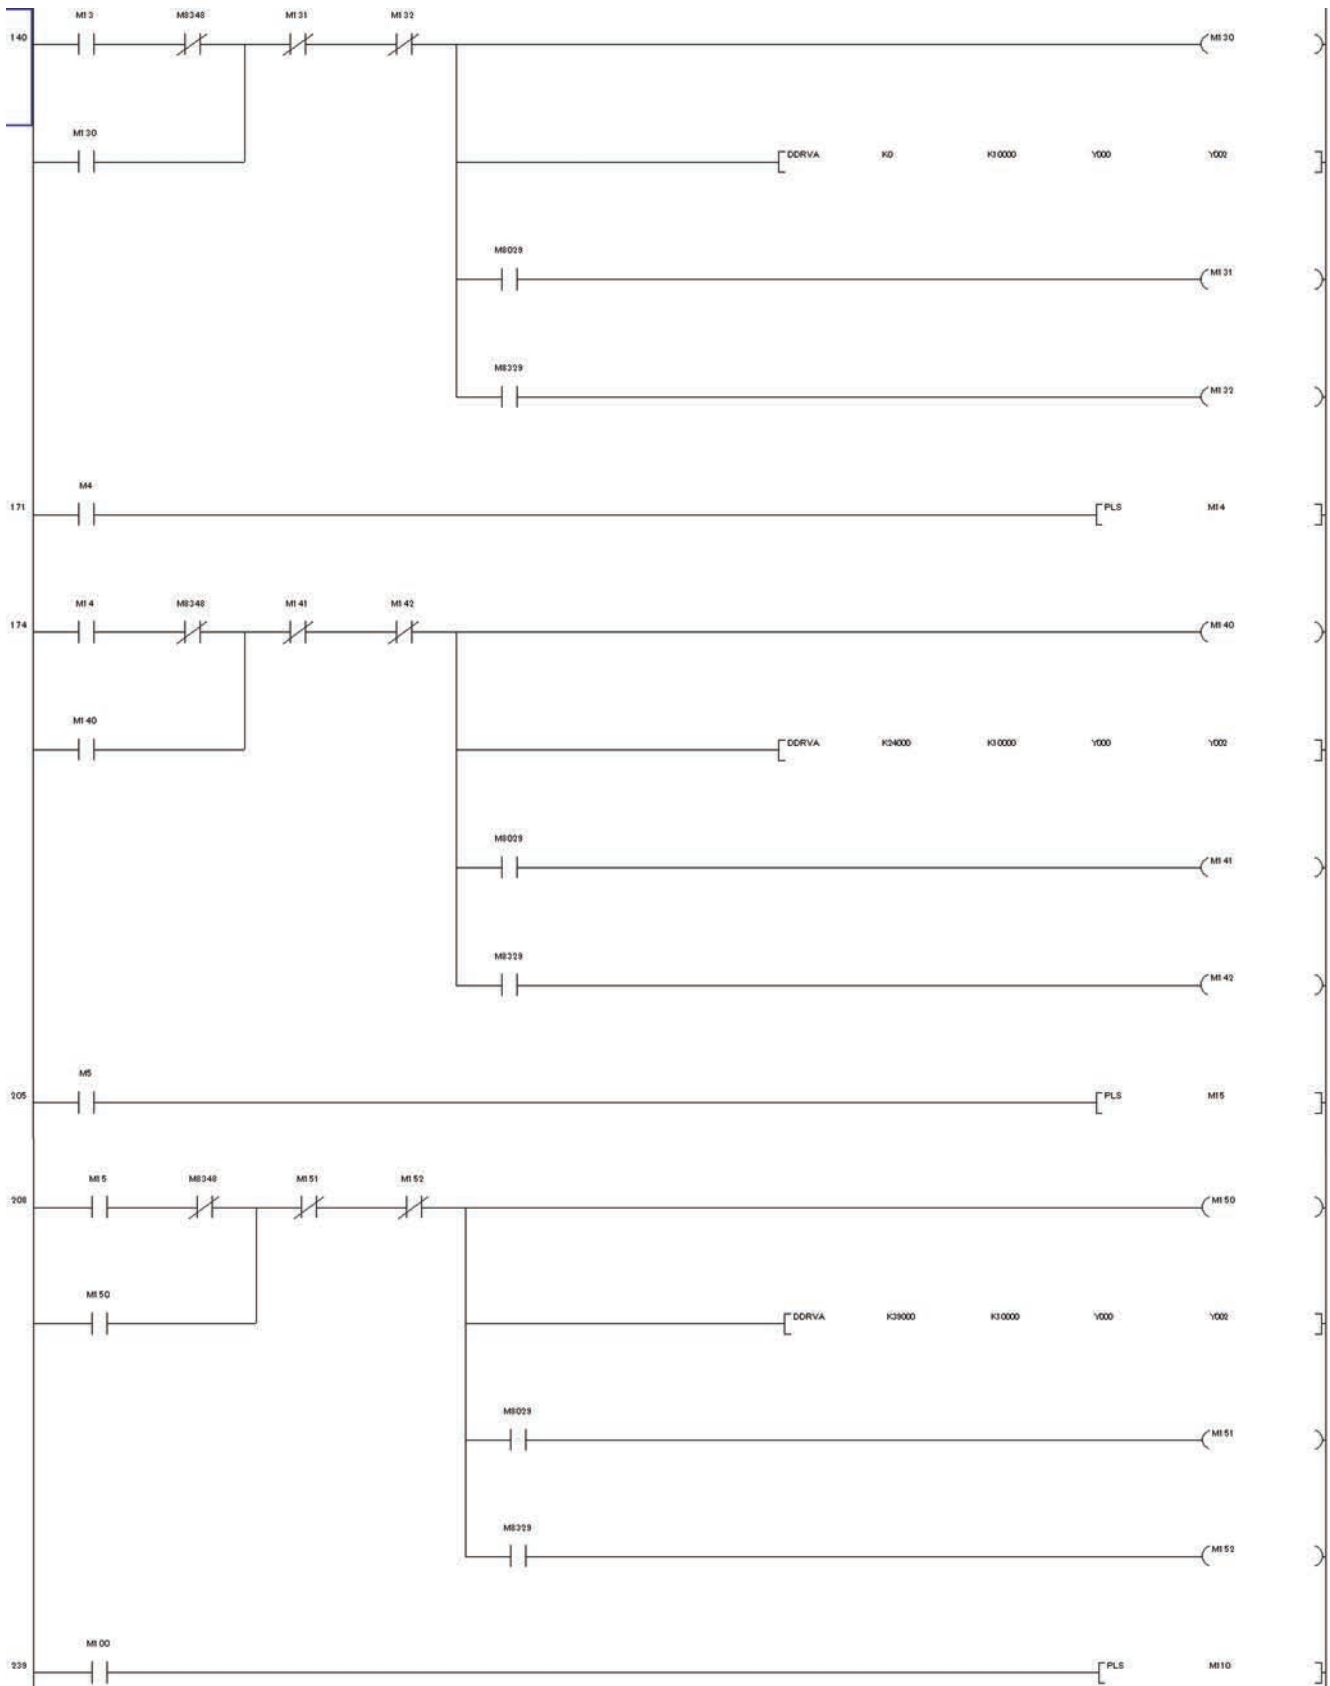 M13 M8348 M131 M132
140 M130
M130
DDRVA K0 K30000 Y000 Y002
M8029
M131
M8329
M132
M4
171 PLS M14
M14 M8348 M141 M142
174 M140
M140
DDRVA K24000 K30000 Y000 Y002
M8029
M141
M8329
M142
M5
205 PLS M15
M15 M8348 M151 M152
208 M150
M150
DDRVA K39000 K30000 Y000 Y002
M8029
M151
M8329
M152
M100
239 PLS M110